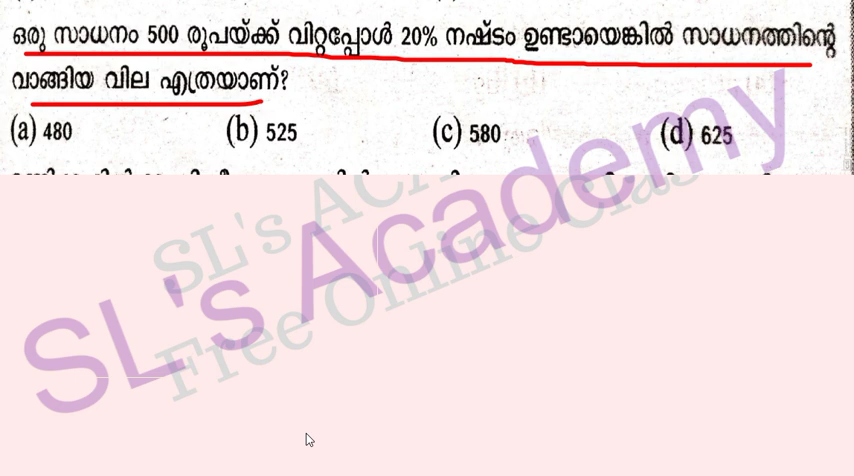 ഒരു സാധനം 500 രൂപയ്ക്ക് വിറ്റപ്പോൾ 20% നഷ്ടം ഉണ്ടായെങ്കിൽ സാധനത്തിന്റെ
വാങ്ങിയ വില എത്രയാണ്?
(a) 480 (b) 525 (c) 580 (d) 625
SL's Academy
Free Online Class